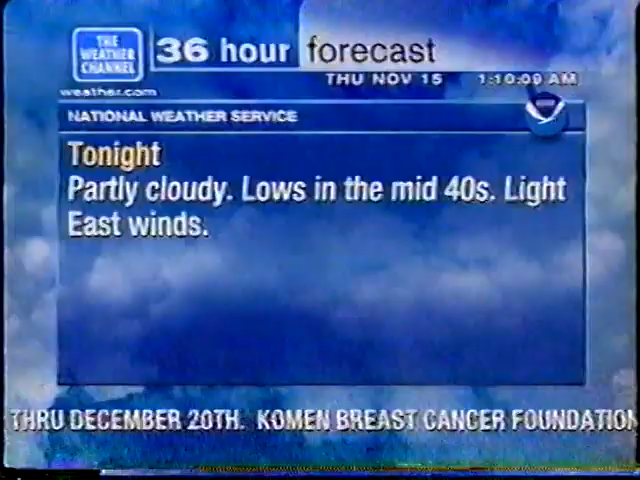 THE
WEATHER
CHANNEL
36 hour forecast
weather.com
THU NOV 15 1:10:09 AM
NATIONAL WEATHER SERVICE
Tonight
Partly cloudy. Lows in the mid 40s. Light
East winds.
THRU DECEMBER 20TH. KOMEN BREAST CANCER FOUNDATION